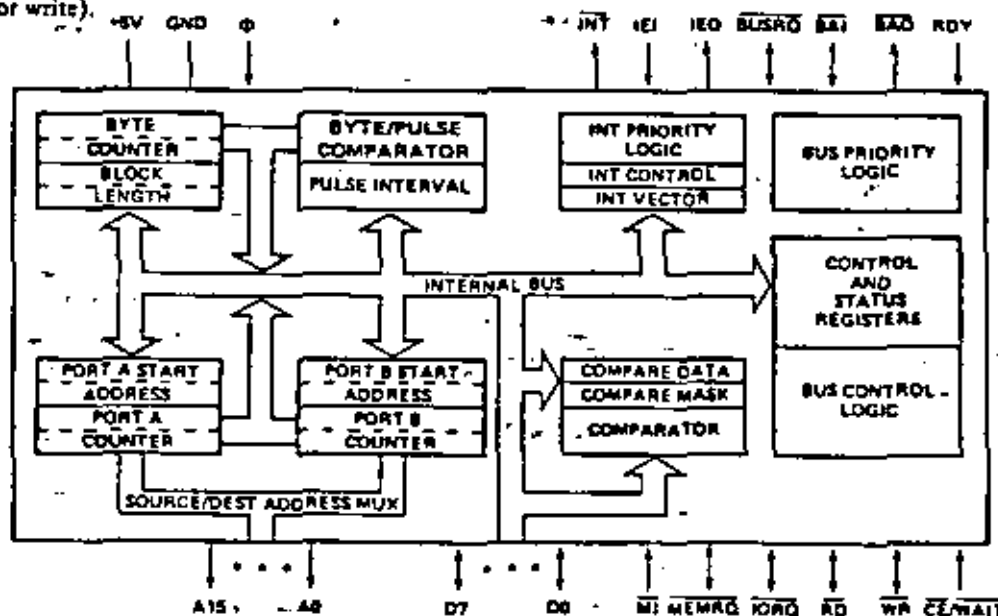 or write).
+5V GND Φ INT IEI IEO BUSRQ BAI BAO RDY
BYTE
COUNTER
BLOCK
LENGTH
BYTE/PULSE
COMPARATOR
PULSE INTERVAL
INT PRIORITY
LOGIC
INT CONTROL
INT VECTOR
BUS PRIORITY
LOGIC
INTERNAL BUS
CONTROL
AND
STATUS
REGISTERS
PORT A START
ADDRESS
PORT A
COUNTER
PORT B START
ADDRESS
PORT B
COUNTER
COMPARE DATA
COMPARE MASK
COMPARATOR
BUS CONTROL
LOGIC
SOURCE/DEST ADDRESS MUX
A15 A0 D7 D0 M1 MEMRQ IORQ RD WR CE/WAIT